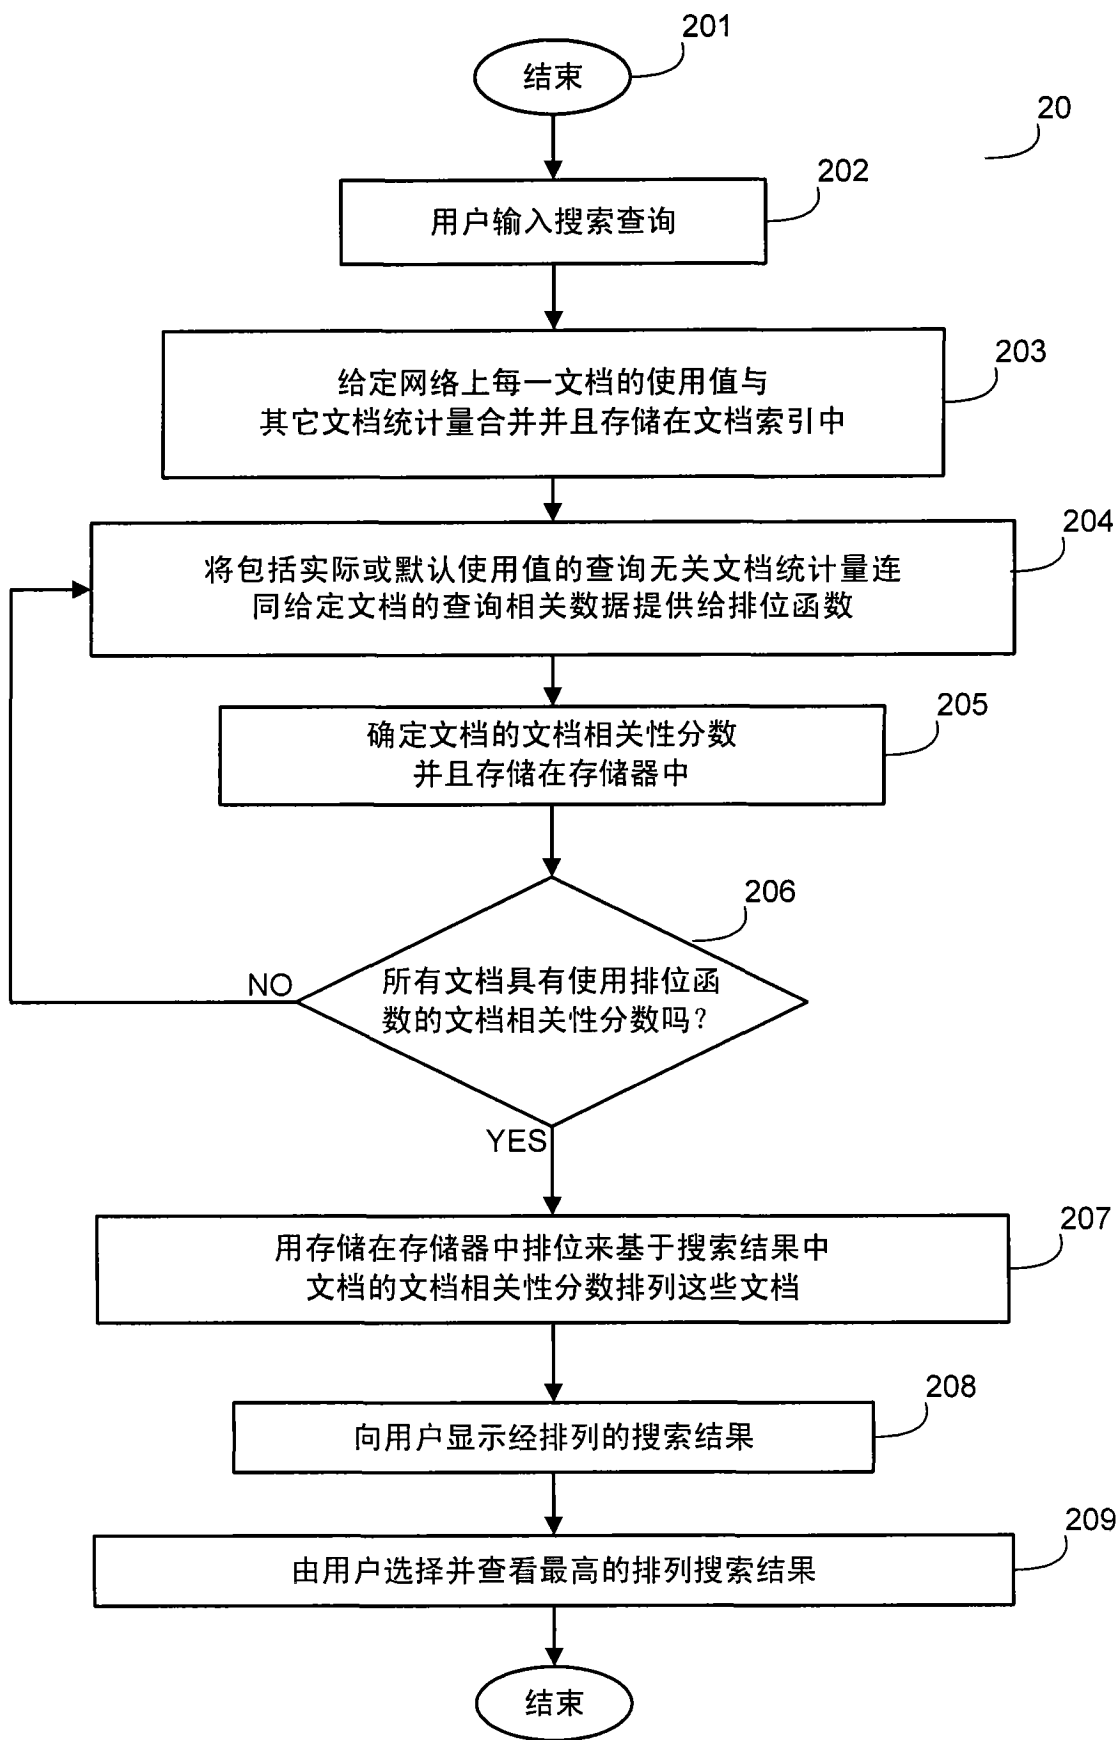 201
结束
20
202
用户输入搜索查询
203
给定网络上每一文档的使用值与
其它文档统计量合并并且存储在文档索引中
204
将包括实际或默认使用值的查询无关文档统计量连
同给定文档的查询相关数据提供给排位函数
205
确定文档的文档相关性分数
并且存储在存储器中
206
所有文档具有使用排位函
数的文档相关性分数吗？
NO
YES
207
用存储在存储器中排位来基于搜索结果中
文档的文档相关性分数排列这些文档
208
向用户显示经排列的搜索结果
209
由用户选择并查看最高的排列搜索结果
结束